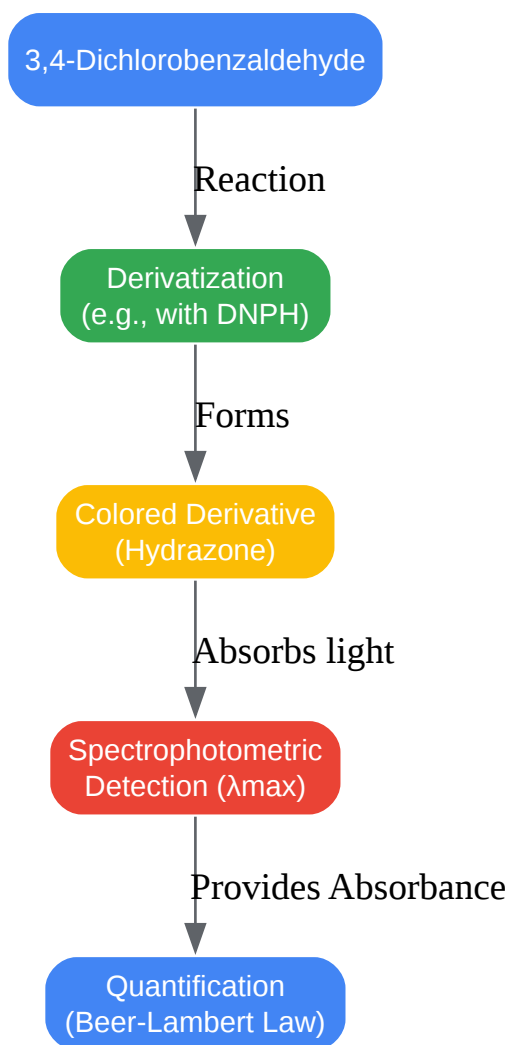 3,4-Dichlorobenzaldehyde
Reaction
Derivatization
(e.g., with DNPH)
Forms
Colored Derivative
(Hydrazone)
Absorbs light
Spectrophotometric
Detection (λmax)
Provides Absorbance
Quantification
(Beer-Lambert Law)